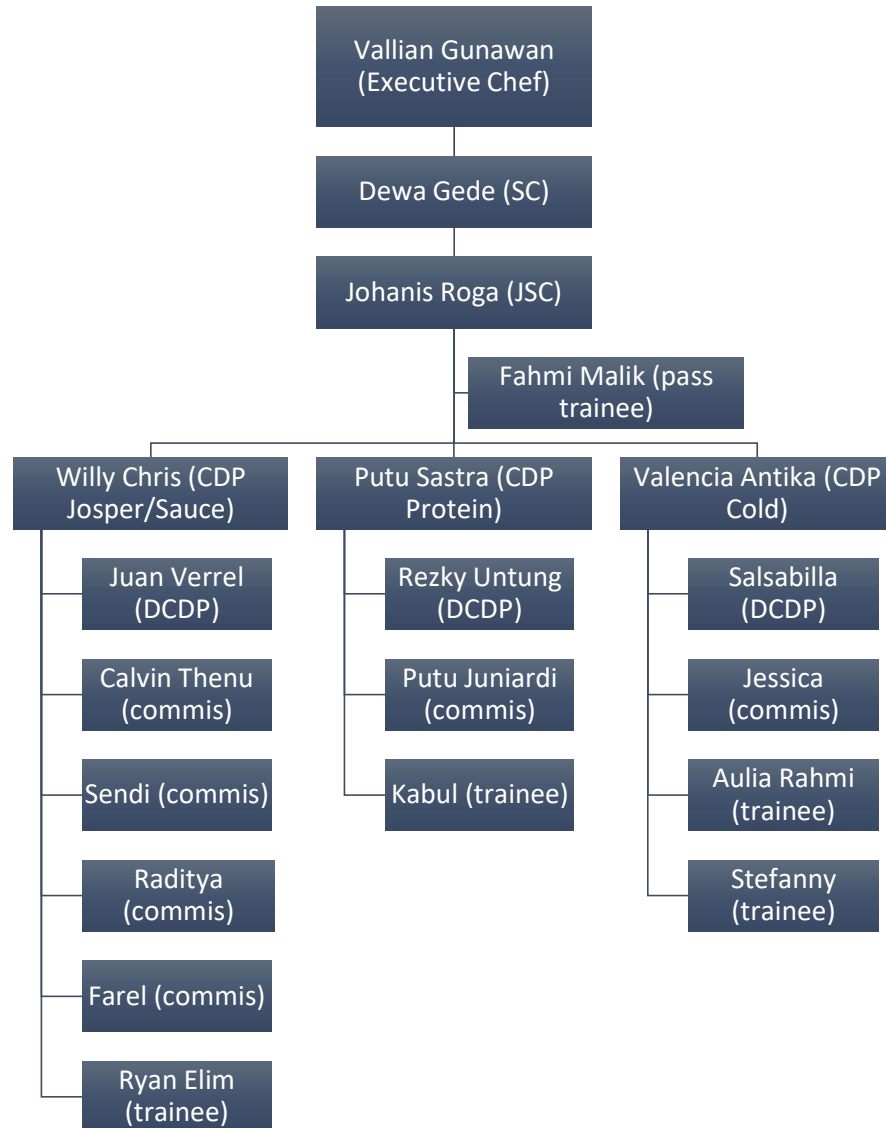 Vallian Gunawan
(Executive Chef)
Dewa Gede (SC)
Johanis Roga (JSC)
Fahmi Malik (pass
trainee)
Willy Chris (CDP
Josper/Sauce)
Juan Verrel
(DCDP)
Calvin Thenu
(commis)
Sendi (commis)
Raditya
(commis)
Farel (commis)
Ryan Elim
(trainee)
Putu Sastra (CDP
Protein)
Rezky Untung
(DCDP)
Putu Juniardi
(commis)
Kabul (trainee)
Valencia Antika (CDP
Cold)
Salsabilla
(DCDP)
Jessica
(commis)
Aulia Rahmi
(trainee)
Stefanny
(trainee)